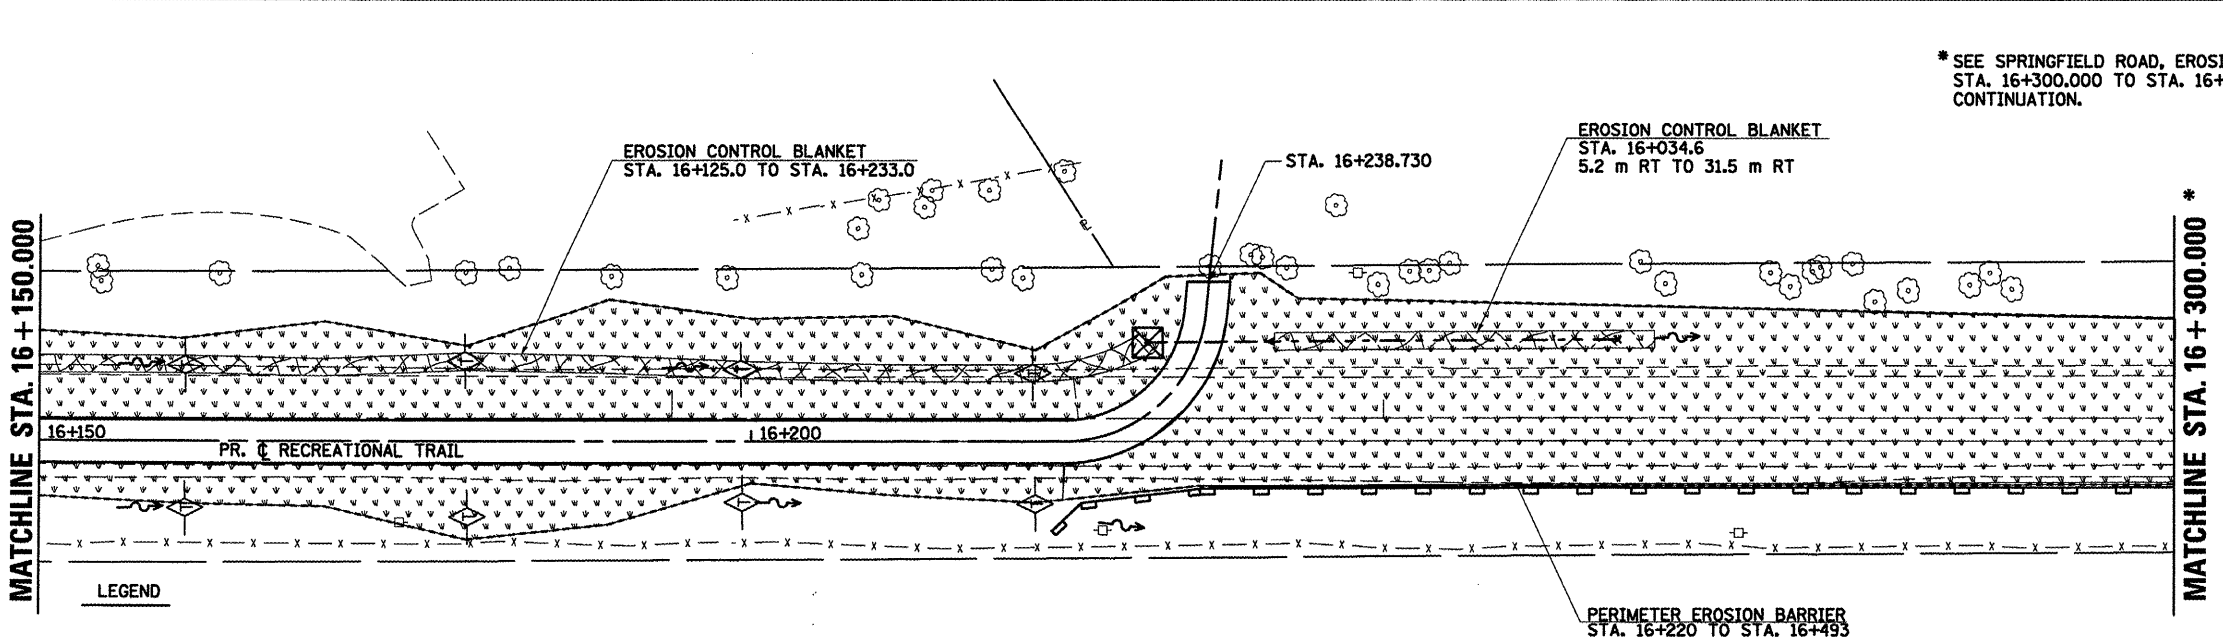 * SEE SPRINGFIELD ROAD, EROSI
STA. 16+300.000 TO STA. 16+
CONTINUATION.
EROSION CONTROL BLANKET
STA. 16+034.6
5.2 m RT TO 31.5 m RT
EROSION CONTROL BLANKET
STA. 16+125.0 TO STA. 16+233.0
STA. 16+238.730
MATCHLINE STA. 16+150.000
MATCHLINE STA. 16+300.000 *
16+150
16+200
PR. ℄ RECREATIONAL TRAIL
LEGEND
PERIMETER EROSION BARRIER
STA. 16+220 TO STA. 16+493